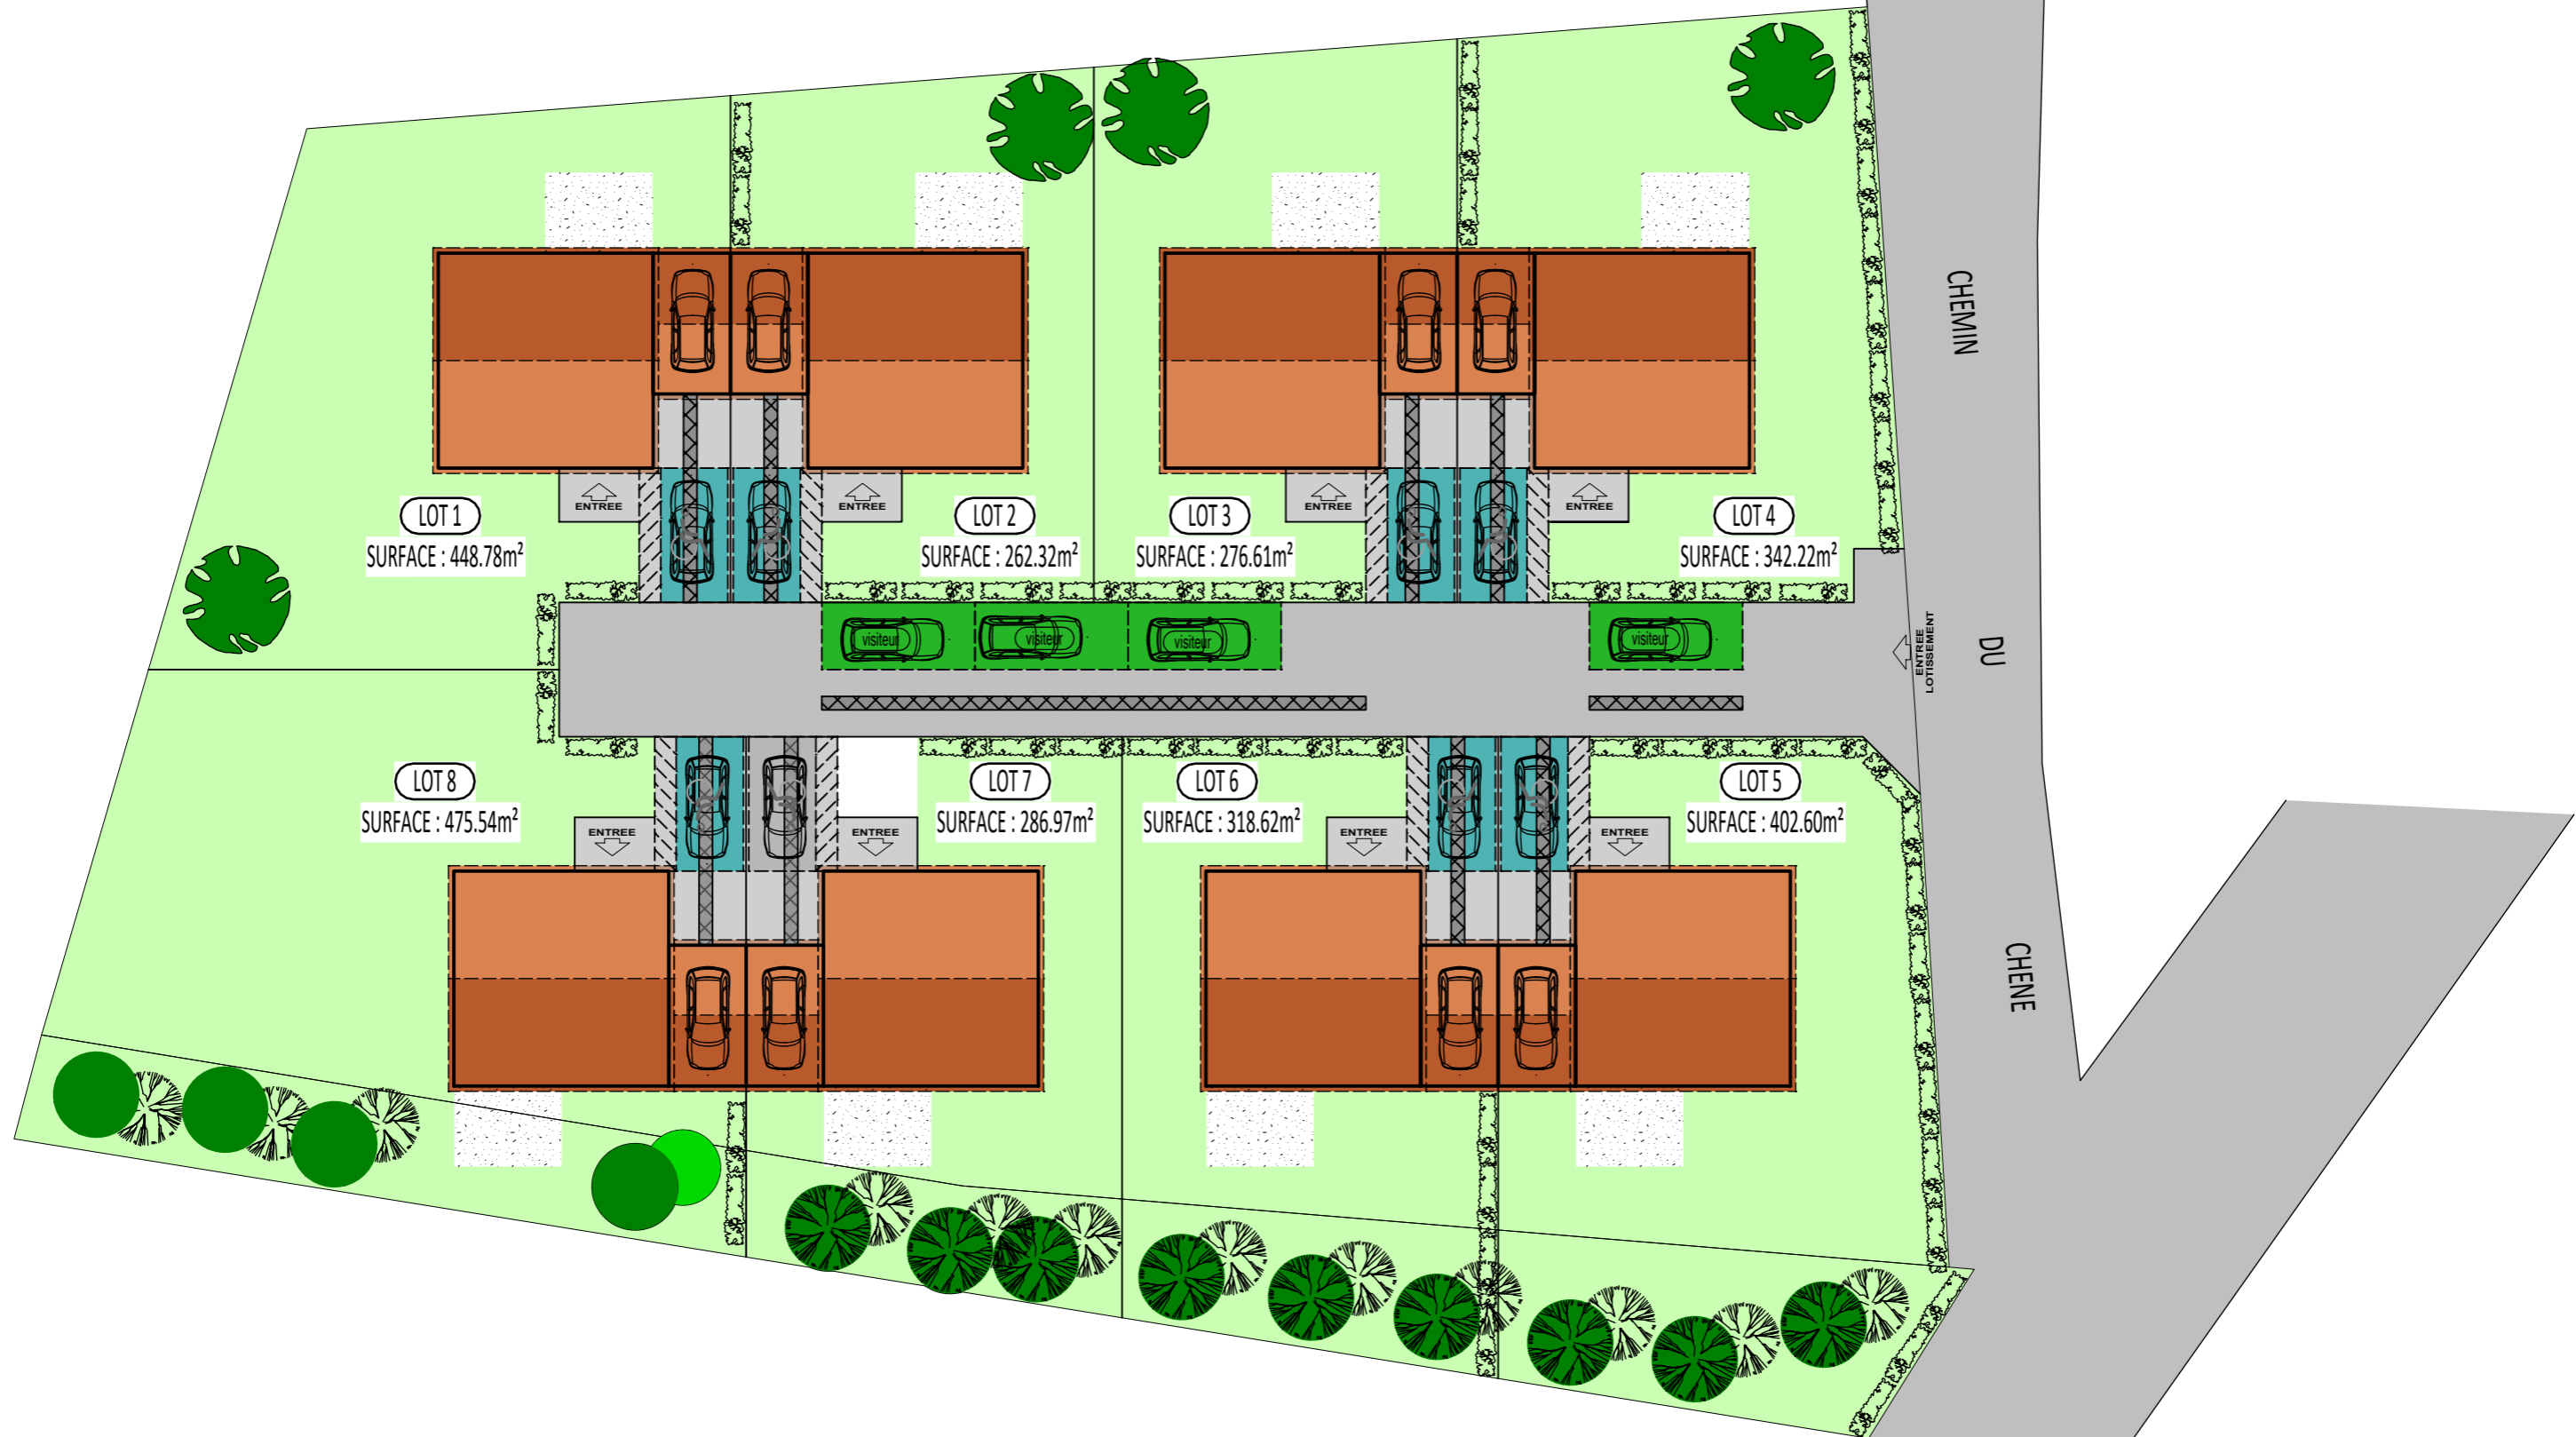 CHEMIN
ENTREE
ENTREE
ENTREE
ENTREE
LOT 1
SURFACE : 448.78m²
LOT 2
SURFACE : 262.32m²
LOT 3
SURFACE : 276.61m²
LOT 4
SURFACE : 342.22m²
visiteur
visiteur
visiteur
visiteur
ENTREE
LOTISSEMENT
DU
LOT 8
SURFACE : 475.54m²
LOT 7
SURFACE : 286.97m²
LOT 6
SURFACE : 318.62m²
LOT 5
SURFACE : 402.60m²
ENTREE
ENTREE
ENTREE
ENTREE
CHENE